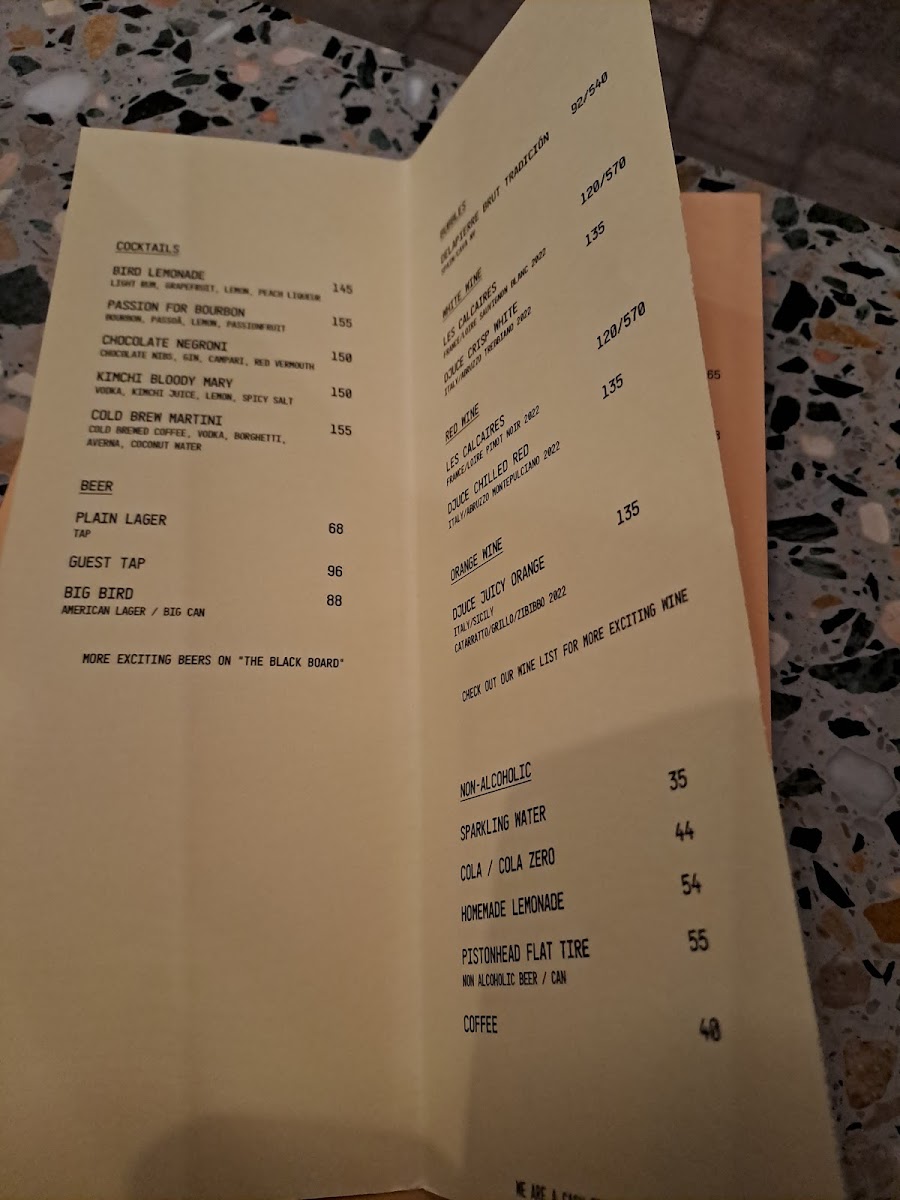 COCKTAILS
BIRD LEMONADE 145
LIGHT RUM, GRAPEFRUIT, LEMON, PEACH LIQUEUR
PASSION FOR BOURBON 155
BOURBON, PASSOÃ, LEMON, PASSIONFRUIT
CHOCOLATE NEGRONI 150
CHOCOLATE NIBS, GIN, CAMPARI, RED VERMOUTH
KIMCHI BLOODY MARY 150
VODKA, KIMCHI JUICE, LEMON, SPICY SALT
COLD BREW MARTINI 155
COLD BREWED COFFEE, VODKA, BORGHETTI,
AVERNA, COCONUT WATER
BEER
PLAIN LAGER 68
TAP
GUEST TAP 96
BIG BIRD 88
AMERICAN LAGER / BIG CAN
MORE EXCITING BEERS ON "THE BLACK BOARD"
BUBBLES
DELAPIERRE BRUT TRADICIÓN 92/540
SPAIN/CAVA NV
WHITE WINE
LES CALCAIRES 120/570
FRANCE/LOIRE SAUVIGNON BLANC 2022
DJUCE CRISP WHITE 135
ITALY/ABRUZZO TREBBIANO 2022
RED WINE
LES CALCAIRES 120/570
FRANCE/LOIRE PINOT NOIR 2022
DJUCE CHILLED RED 135
ITALY/ABRUZZO MONTEPULCIANO 2022
ORANGE WINE
DJUCE JUICY ORANGE 135
ITALY/SICILY
CATARRATTO/GRILLO/ZIBIBBO 2022
CHECK OUT OUR WINE LIST FOR MORE EXCITING WINE
NON-ALCOHOLIC
SPARKLING WATER 35
COLA / COLA ZERO 44
HOMEMADE LEMONADE 54
PISTONHEAD FLAT TIRE 55
NON ALCOHOLIC BEER / CAN
COFFEE 40
WE ARE A
65